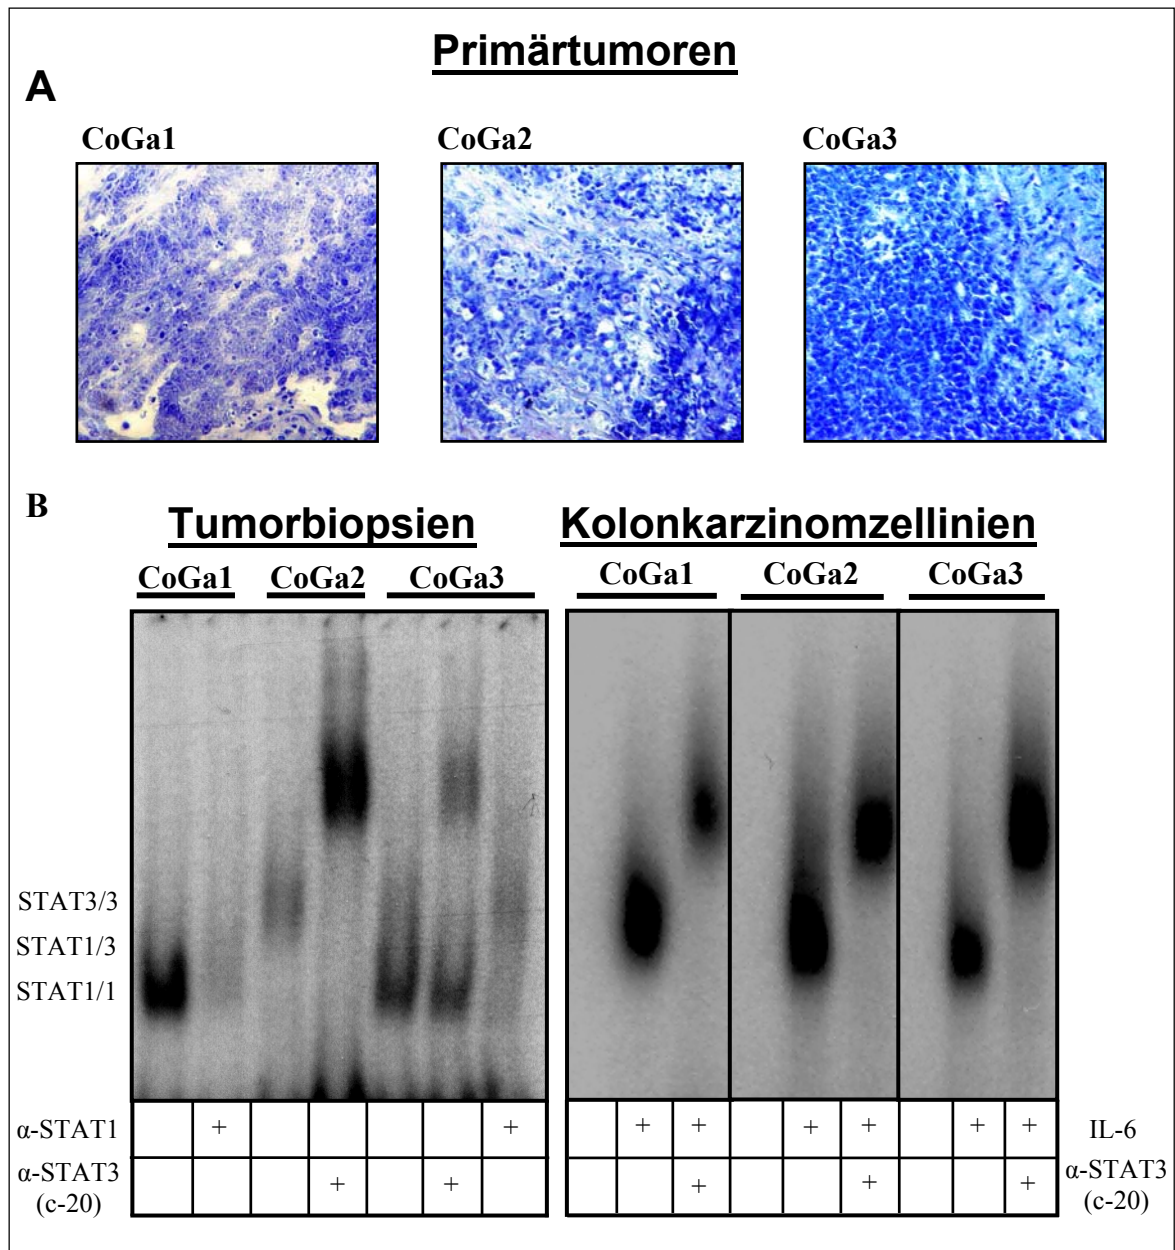 Primärtumoren
A
CoGa1 CoGa2 CoGa3
B
Tumorbiopsien Kolonkarzinomzellinien
CoGa1 CoGa2 CoGa3 CoGa1 CoGa2 CoGa3
STAT3/3
STAT1/3
STAT1/1
α-STAT1 + + + + + + + + IL-6
α-STAT3 (c-20) + + + + + α-STAT3 (c-20)